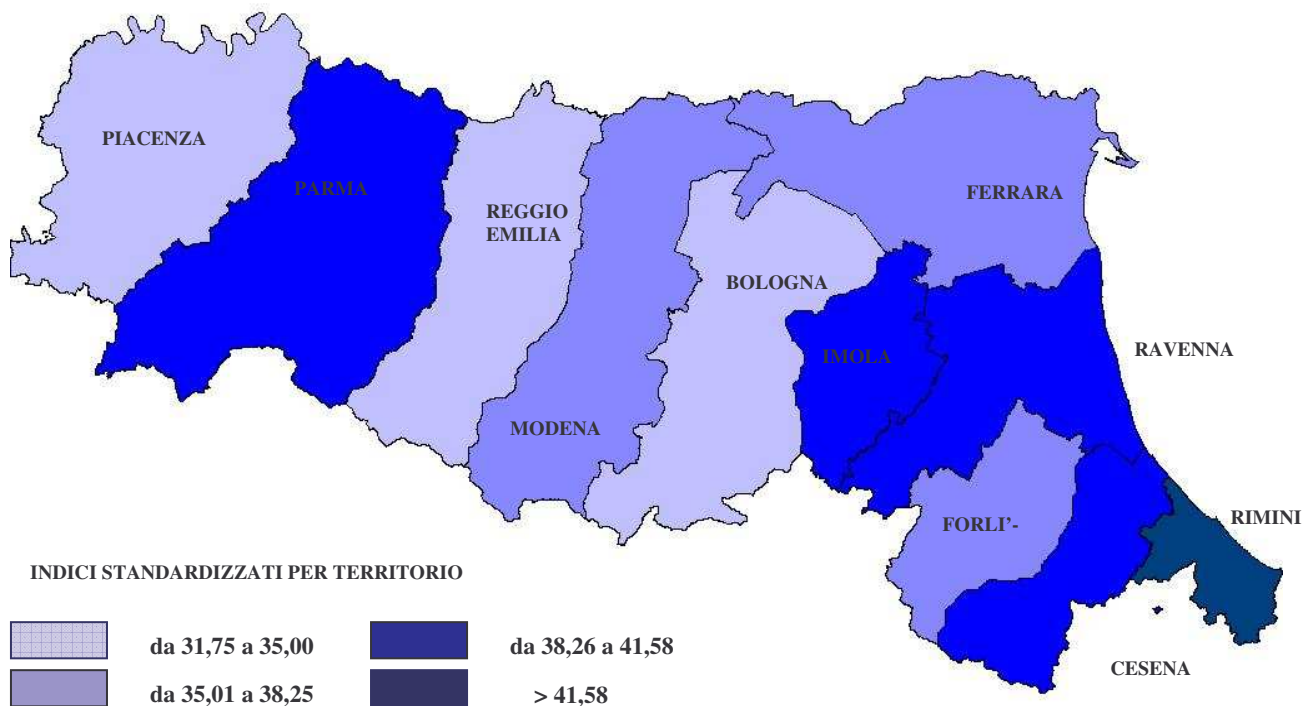 PIACENZA
PARMA
REGGIO
EMILIA
FERRARA
BOLOGNA
IMOLA
RAVENNA
MODENA
FORLI'-
RIMINI
CESENA
INDICI STANDARDIZZATI PER TERRITORIO
da 31,75 a 35,00
da 38,26 a 41,58
da 35,01 a 38,25
> 41,58